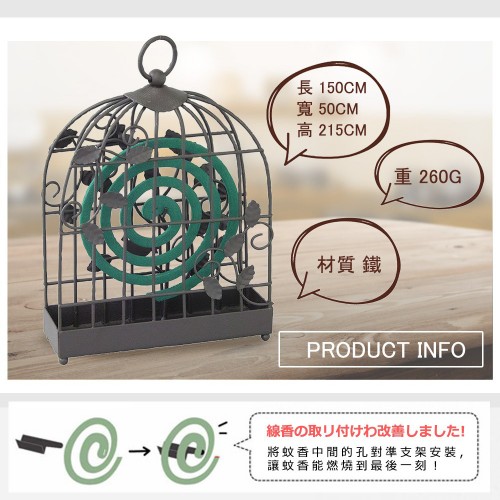 長 150CM
寬 50CM
高 215CM
重 260G
材質 鐵
PRODUCT INFO
線香の取り付けわ改善しました!
將蚊香中間的孔對準支架安裝,
讓蚊香能燃燒到最後一刻!